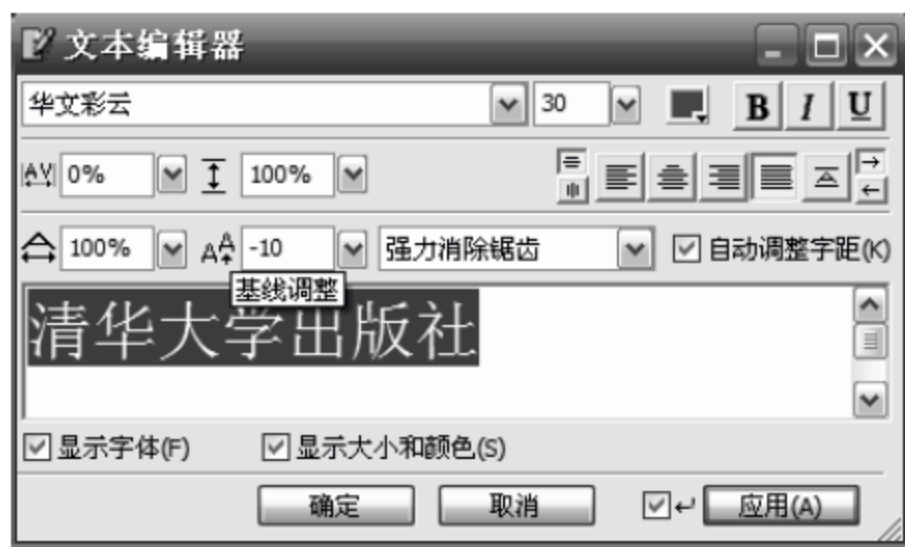 文本编辑器
华文彩云 30 B I U
AV 0% 100%
100% AA -10 强力消除锯齿 自动调整字距(K)
基线调整
清华大学出版社
显示字体(F) 显示大小和颜色(S)
确定 取消 应用(A)